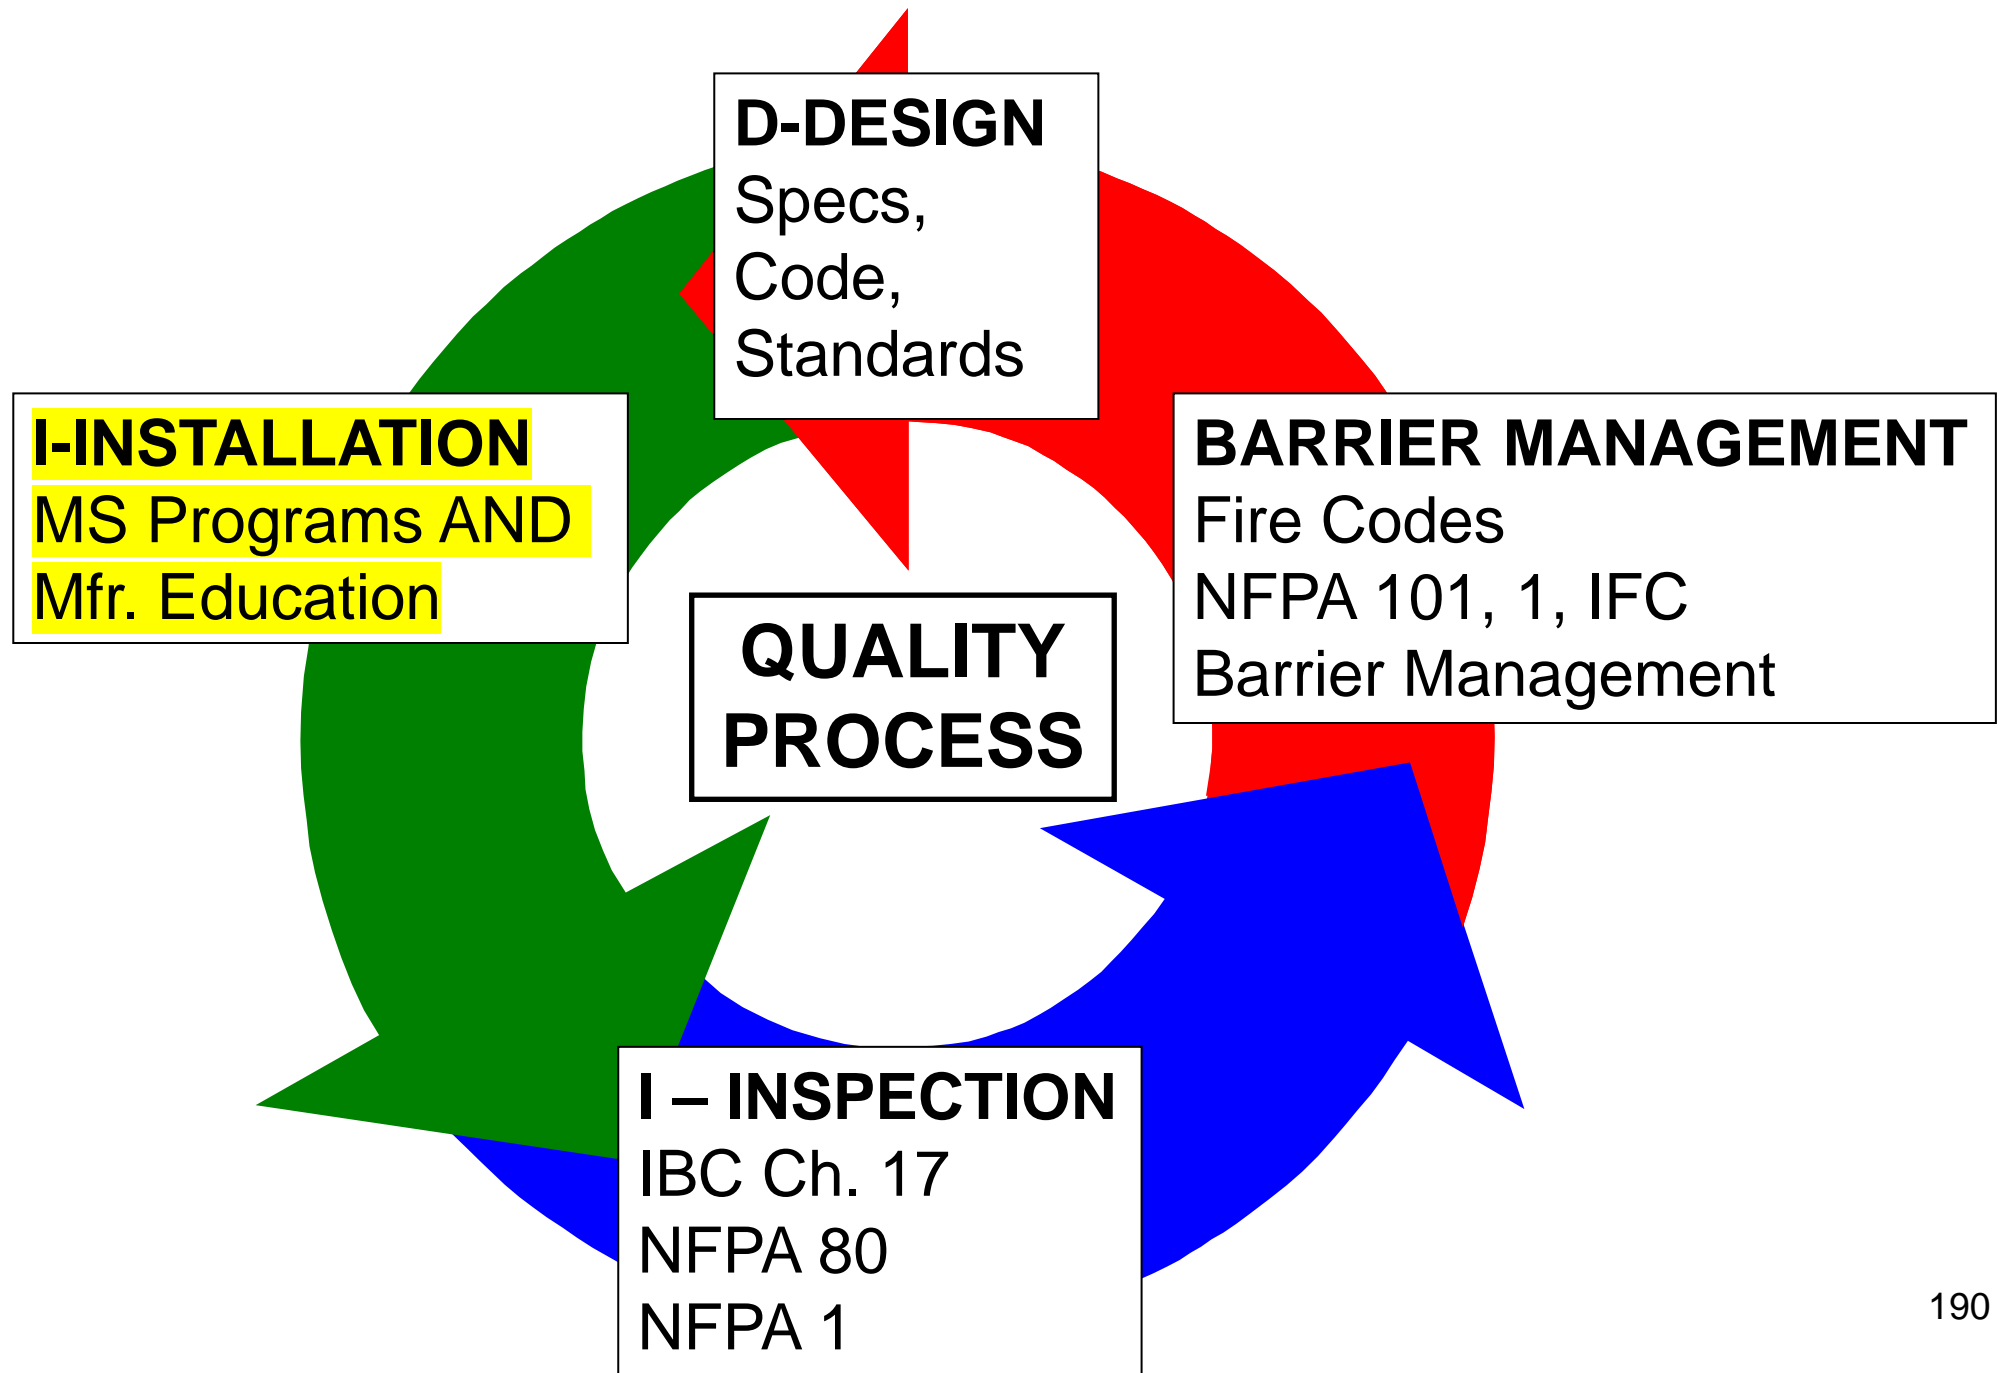 D-DESIGN
Specs,
Code,
Standards
I-INSTALLATION
MS Programs AND
Mfr. Education
BARRIER MANAGEMENT
Fire Codes
NFPA 101, 1, IFC
Barrier Management
QUALITY
PROCESS
I – INSPECTION
IBC Ch. 17
NFPA 80
NFPA 1
190